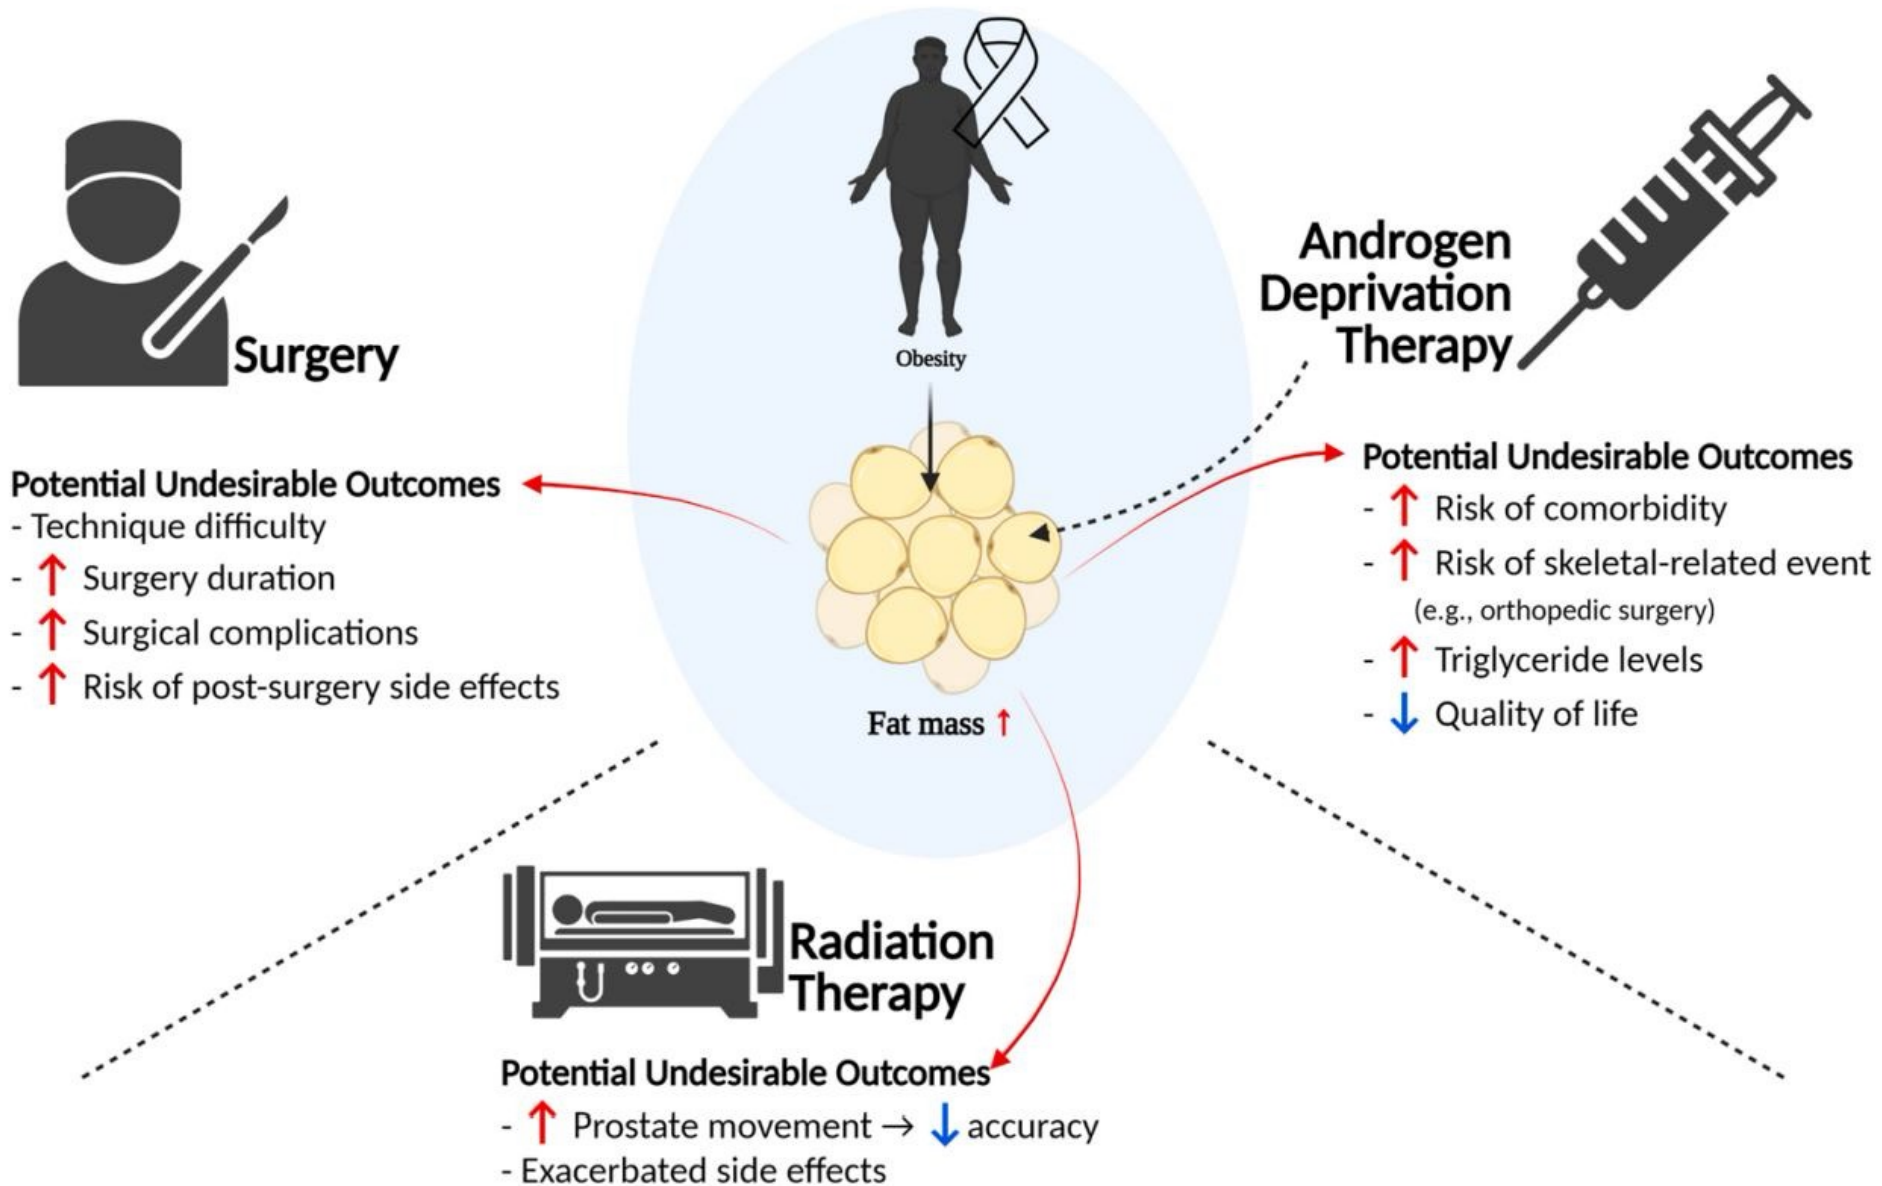 Obesity
Fat mass ↑
Surgery
Potential Undesirable Outcomes
- Technique difficulty
- ↑ Surgery duration
- ↑ Surgical complications
- ↑ Risk of post-surgery side effects
Androgen
Deprivation
Therapy
Potential Undesirable Outcomes
- ↑ Risk of comorbidity
- ↑ Risk of skeletal-related event
(e.g., orthopedic surgery)
- ↑ Triglyceride levels
- ↓ Quality of life
Radiation
Therapy
Potential Undesirable Outcomes
- ↑ Prostate movement → ↓ accuracy
- Exacerbated side effects